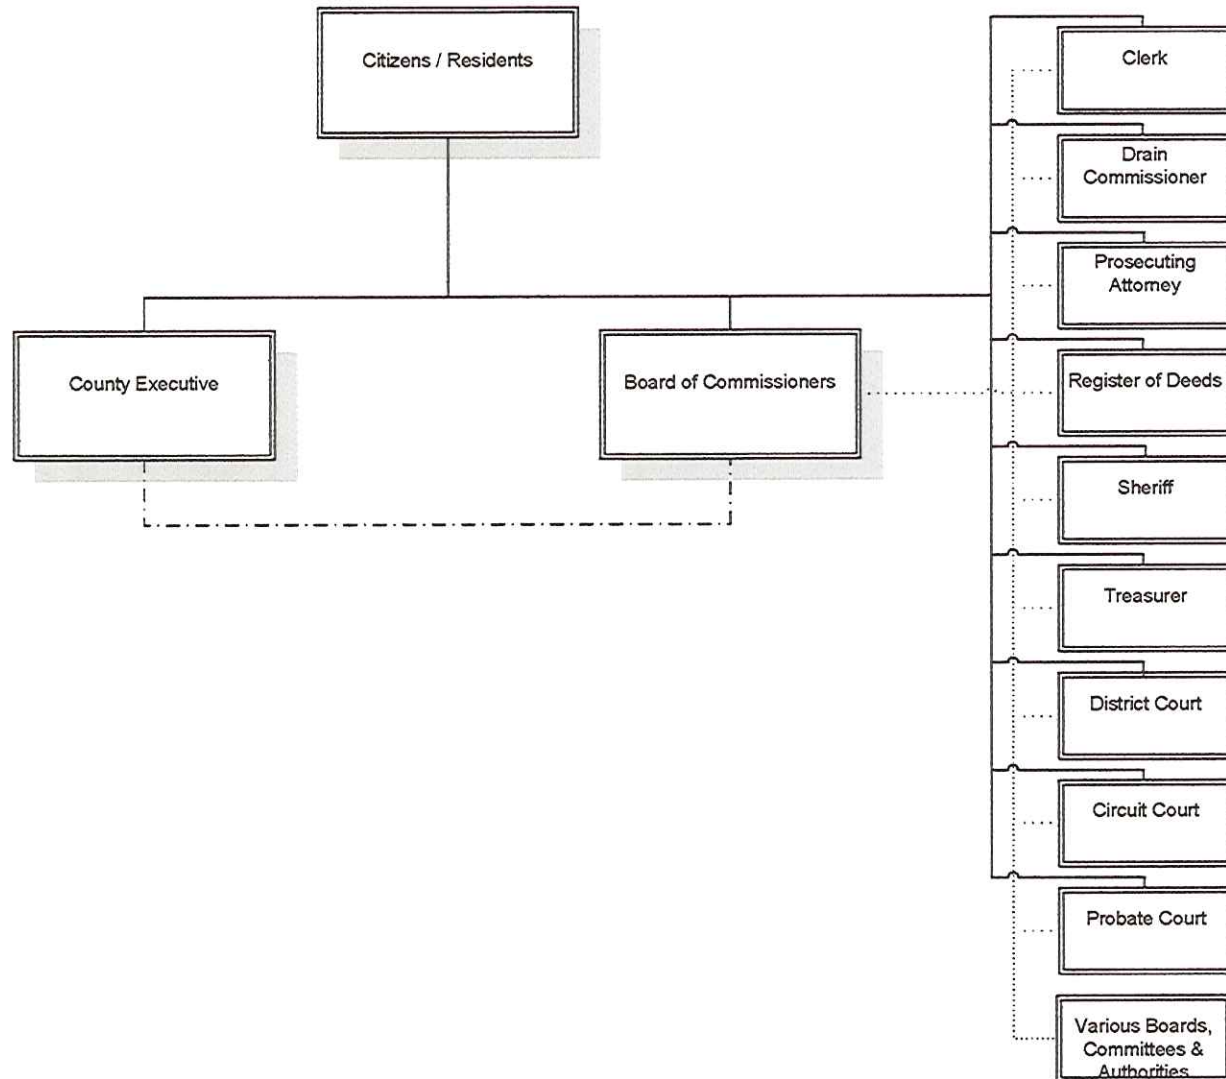 Citizens / Residents
County Executive
Board of Commissioners
Clerk
Drain
Commissioner
Prosecuting
Attorney
Register of Deeds
Sheriff
Treasurer
District Court
Circuit Court
Probate Court
Various Boards,
Committees &
Authorities